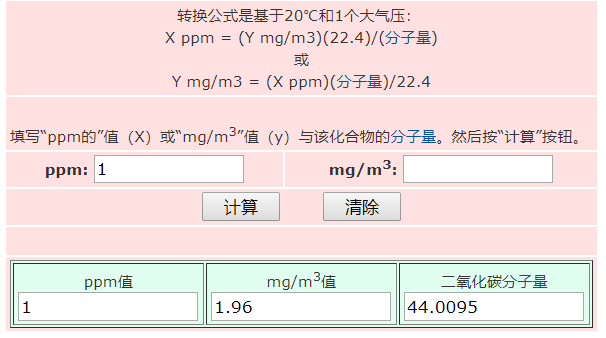 转换公式是基于20℃和1个大气压：
X ppm = (Y mg/m3)(22.4)/(分子量)
或
Y mg/m3 = (X ppm)(分子量)/22.4
填写“ppm的”值（X）或“mg/m³”值（y）与该化合物的分子量。然后按“计算”按钮。
ppm: 1 mg/m³:
计算 清除
ppm值 mg/m³值 二氧化碳分子量
1 1.96 44.0095